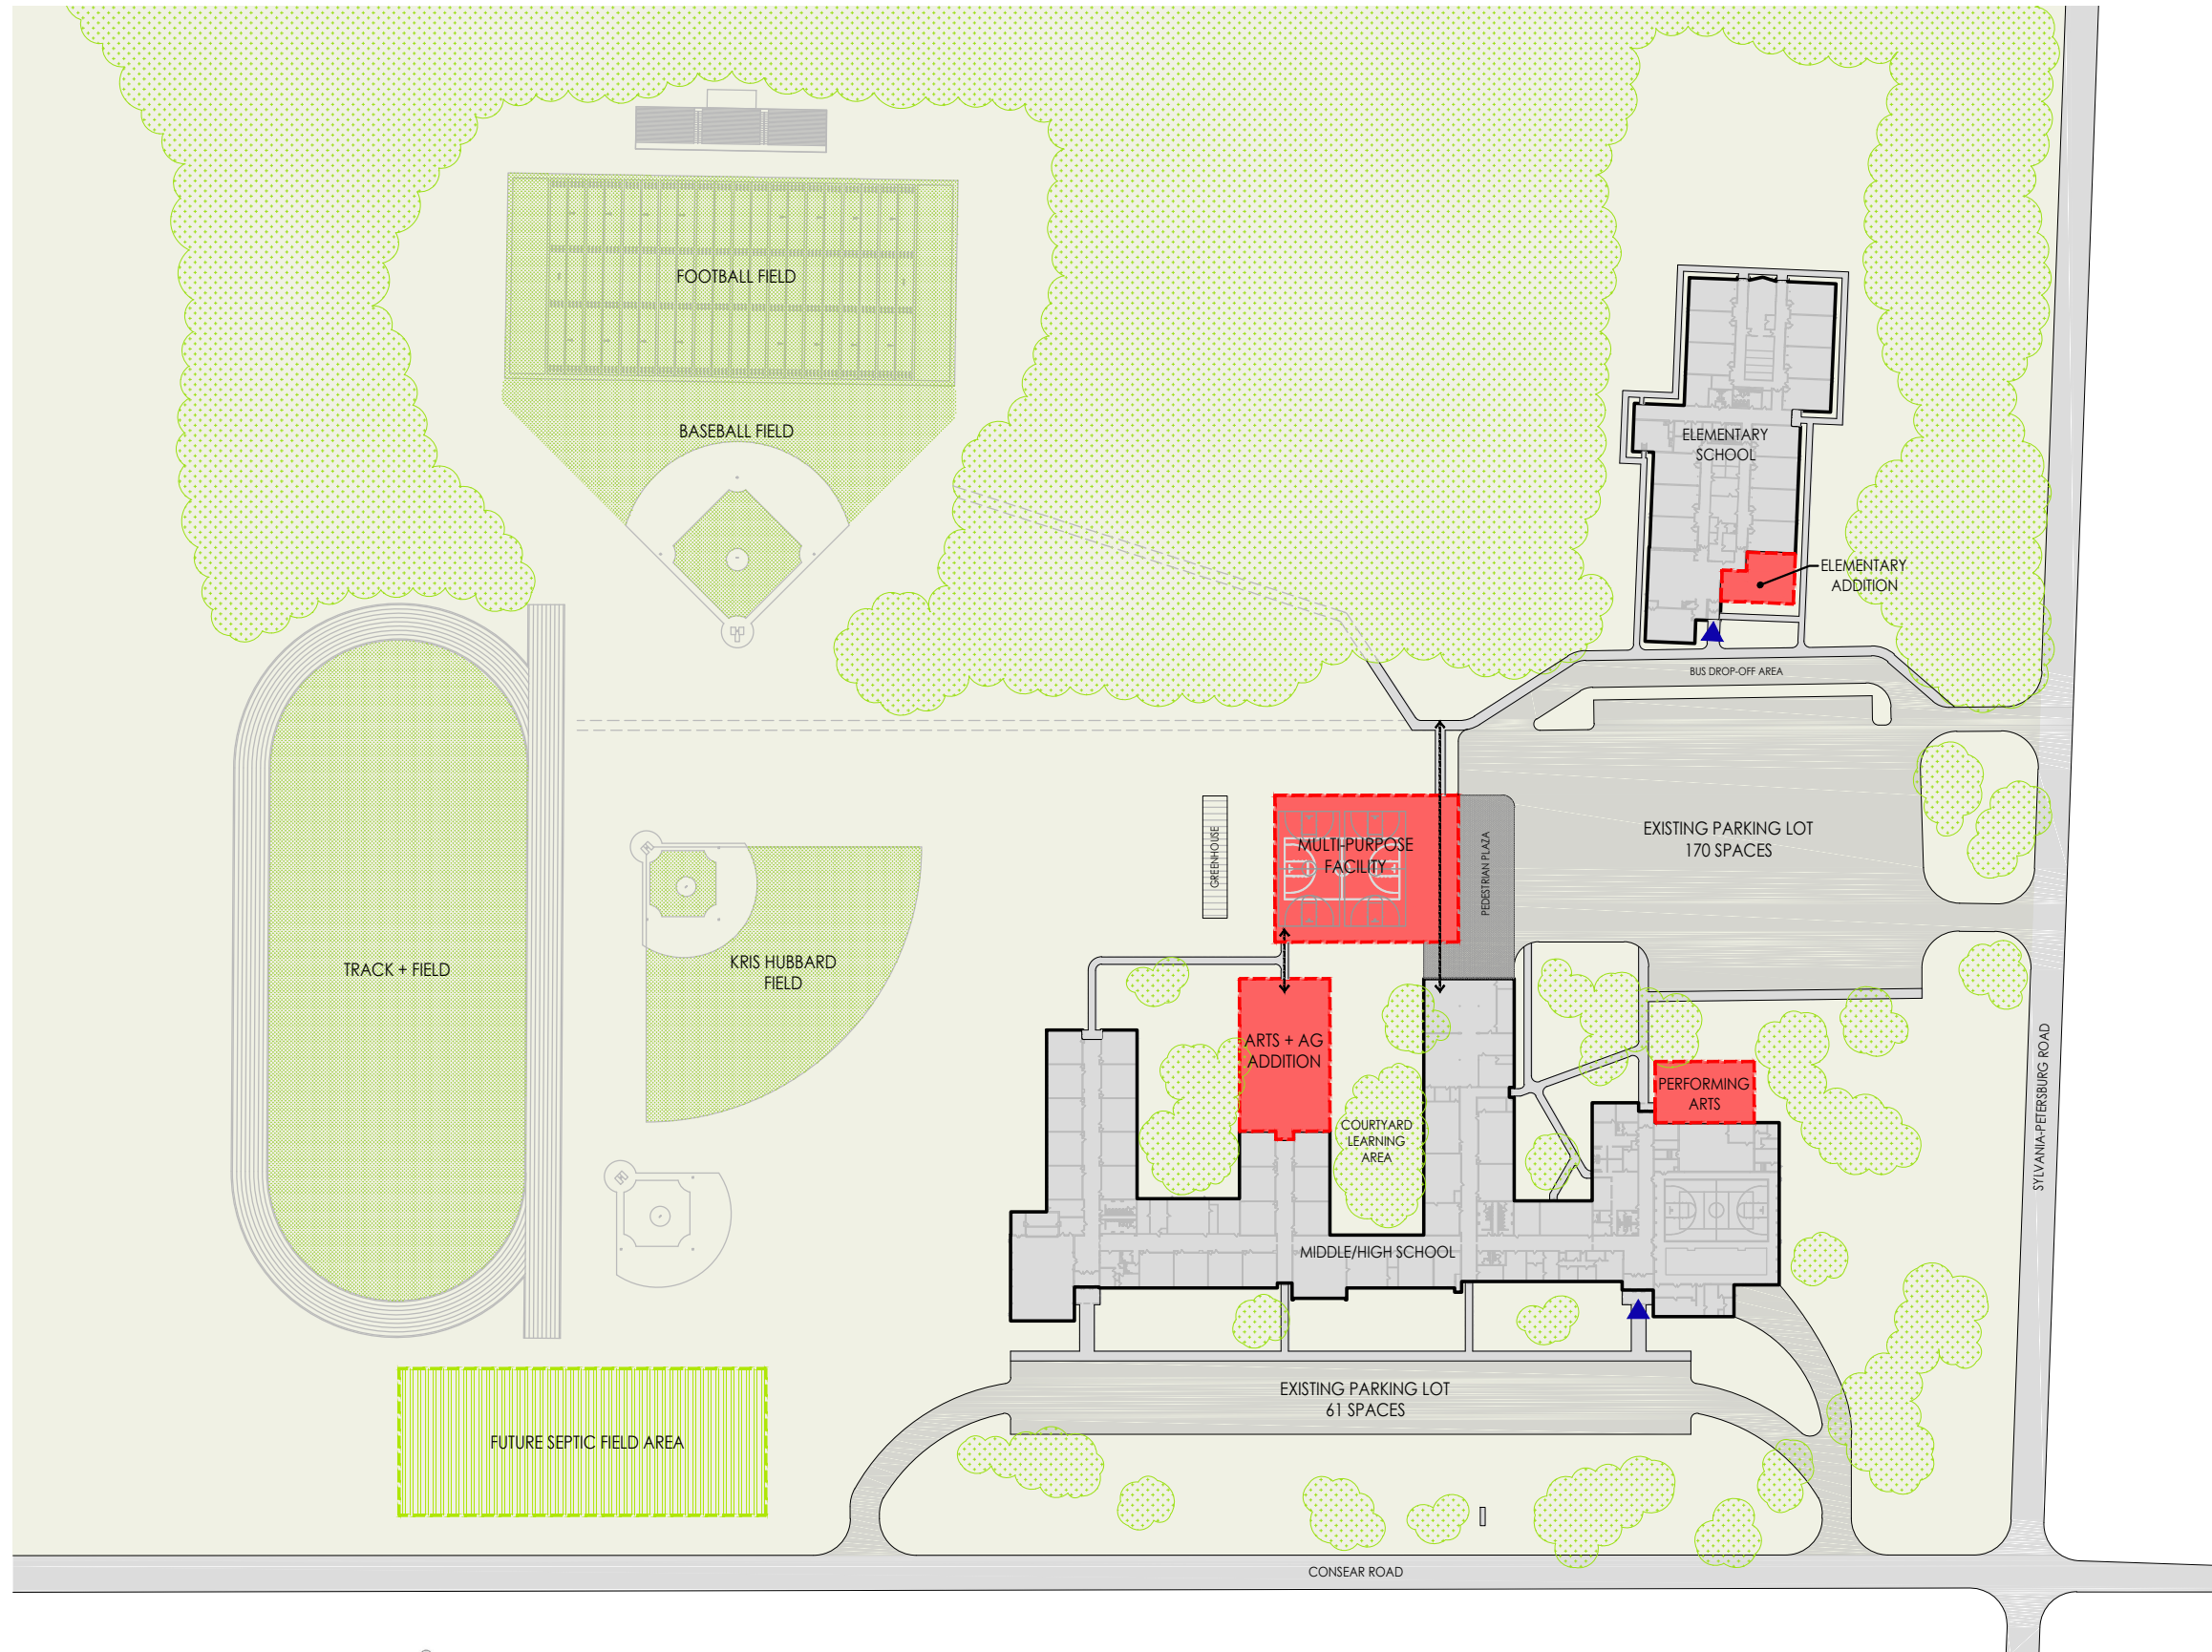 FOOTBALL FIELD
BASEBALL FIELD
ELEMENTARY
SCHOOL
ELEMENTARY
ADDITION
BUS DROP-OFF AREA
EXISTING PARKING LOT
170 SPACES
MULTI-PURPOSE
FACILITY
GREENHOUSE
PEDESTRIAN PLAZA
TRACK + FIELD
KRIS HUBBARD
FIELD
ARTS + AG
ADDITION
PERFORMING
ARTS
COURTYARD
LEARNING
AREA
SYLVANIA-PETERSBURG ROAD
MIDDLE/HIGH SCHOOL
EXISTING PARKING LOT
61 SPACES
FUTURE SEPTIC FIELD AREA
CONSEAR ROAD